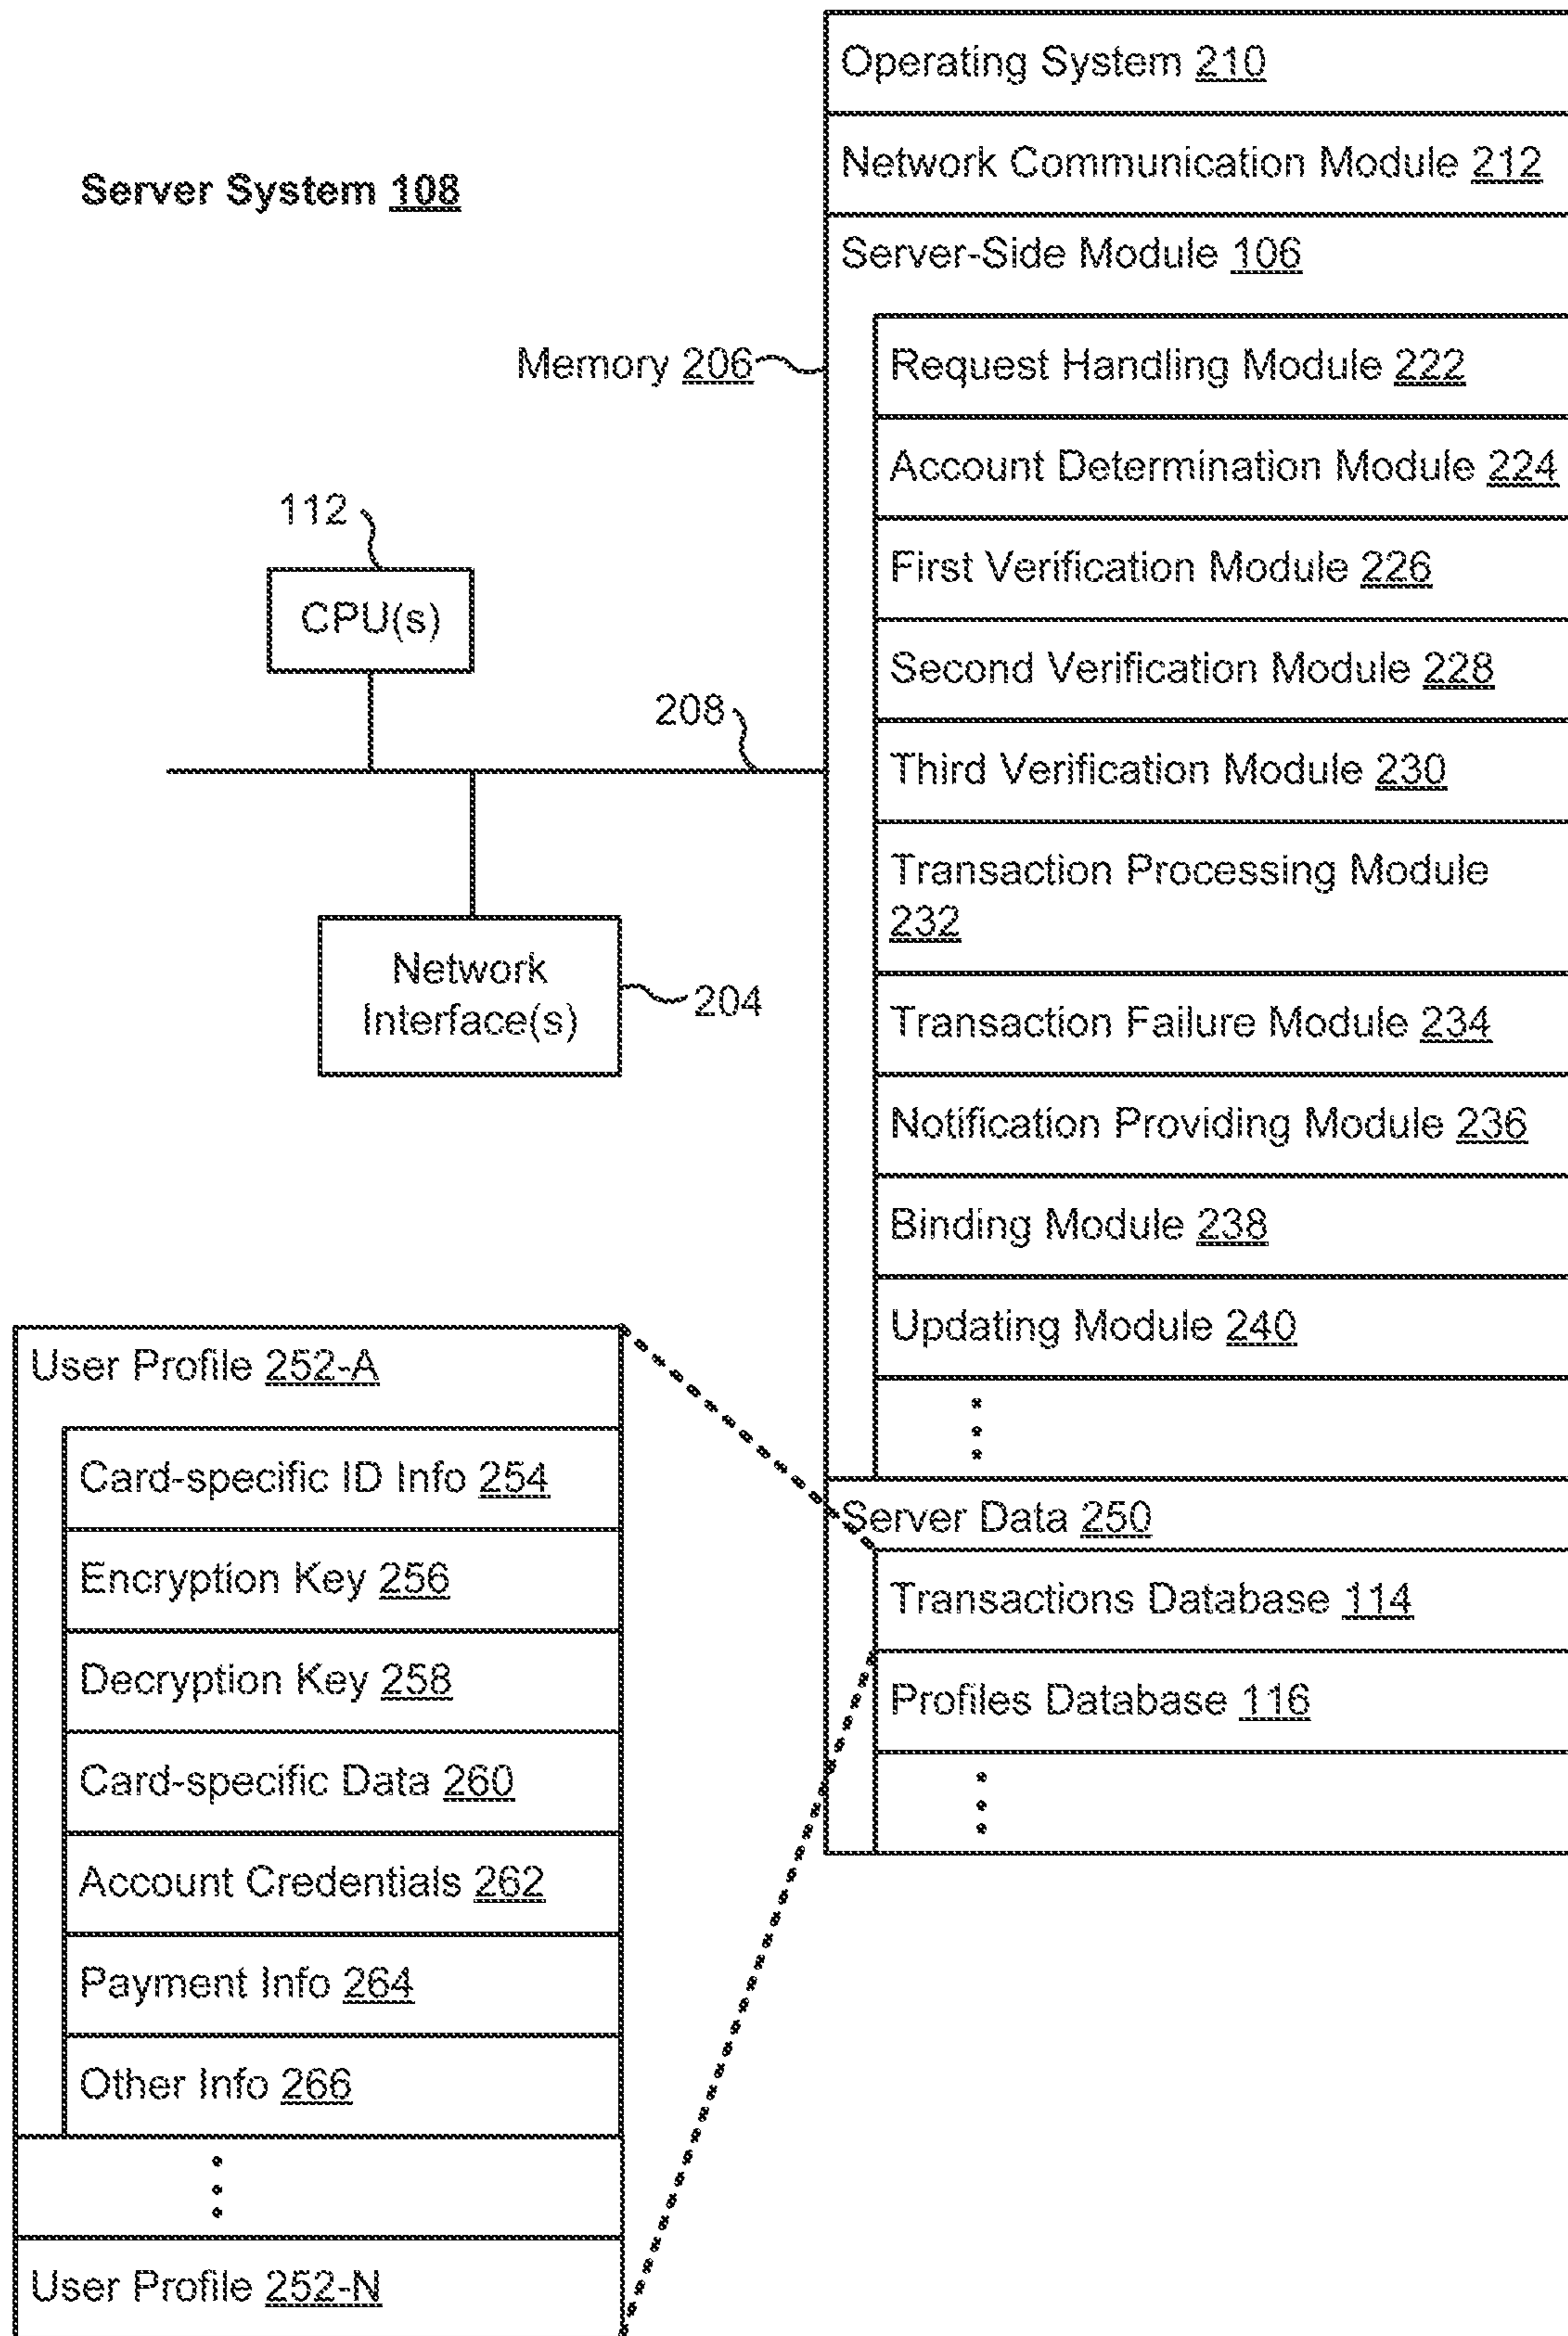 Server System 108
Operating System 210
Network Communication Module 212
Server-Side Module 106
Memory 206
Request Handling Module 222
Account Determination Module 224
First Verification Module 226
Second Verification Module 228
Third Verification Module 230
Transaction Processing Module
232
Transaction Failure Module 234
Notification Providing Module 236
Binding Module 238
Updating Module 240
Server Data 250
Transactions Database 114
Profiles Database 116
112
CPU(s)
208
Network
Interface(s)
204
User Profile 252-A
Card-specific ID Info 254
Encryption Key 256
Decryption Key 258
Card-specific Data 260
Account Credentials 262
Payment Info 264
Other Info 266
User Profile 252-N